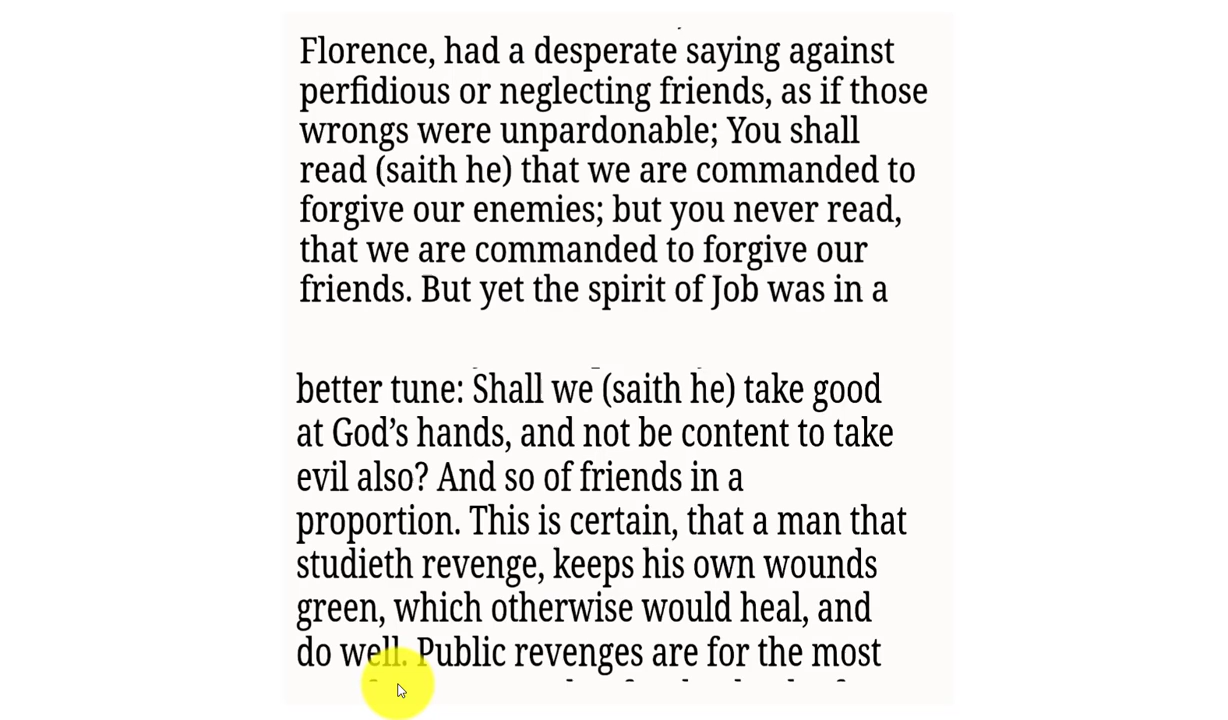 Florence, had a desperate saying against
perfidious or neglecting friends, as if those
wrongs were unpardonable; You shall
read (saith he) that we are commanded to
forgive our enemies; but you never read,
that we are commanded to forgive our
friends. But yet the spirit of Job was in a
better tune: Shall we (saith he) take good
at God’s hands, and not be content to take
evil also? And so of friends in a
proportion. This is certain, that a man that
studieth revenge, keeps his own wounds
green, which otherwise would heal, and
do well. Public revenges are for the most